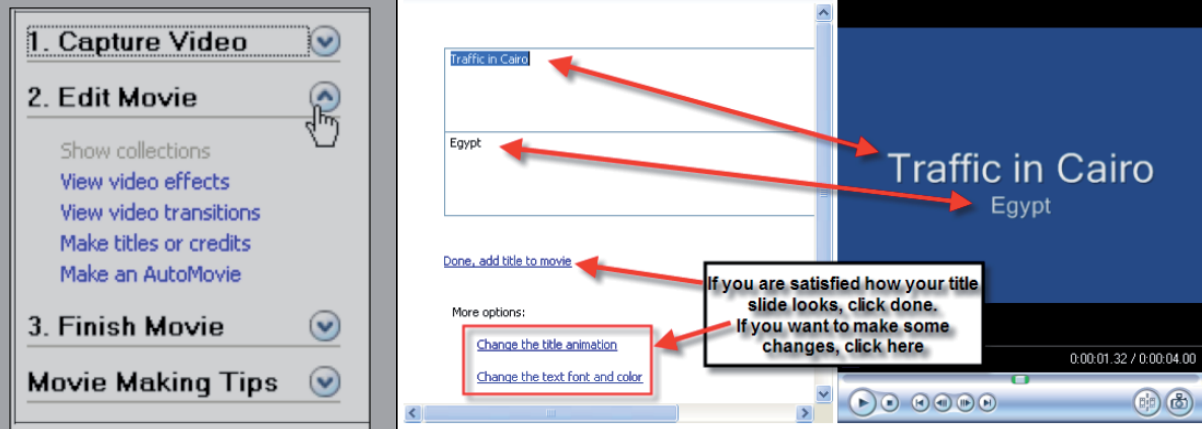 1. Capture Video
2. Edit Movie
Show collections
View video effects
View video transitions
Make titles or credits
Make an AutoMovie
3. Finish Movie
Movie Making Tips
Traffic in Cairo
Egypt
Done, add title to movie
More options:
Change the title animation
Change the text font and color
If you are satisfied how your title
slide looks, click done.
If you want to make some
changes, click here
Traffic in Cairo
Egypt
0:00:01.32 / 0:00:04.00